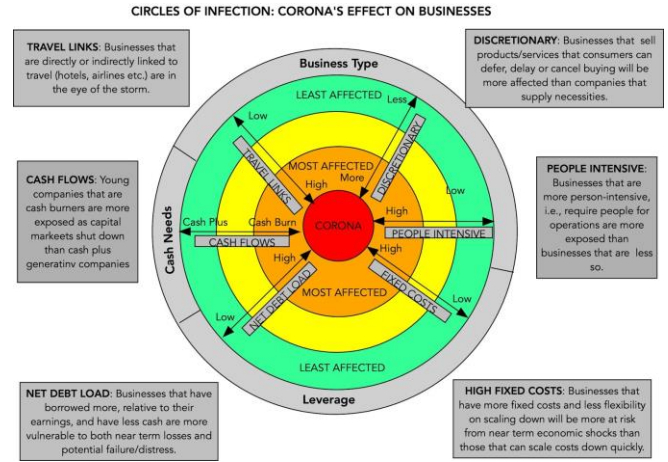 CIRCLES OF INFECTION: CORONA'S EFFECT ON BUSINESSES
TRAVEL LINKS: Businesses that
are directly or indirectly linked to
travel (hotels, airlines etc.) are in
the eye of the storm.
DISCRETIONARY: Businesses that sell
products/services that consumers can
defer, delay or cancel buying will be
more affected than companies that
supply necessities.
CASH FLOWS: Young
companies that are
cash burners are more
exposed as capital
markeets shut down
than cash plus
generatinv companies
PEOPLE INTENSIVE:
Businesses that are
more person-intensive,
i.e., require people for
operations are more
exposed than
businesses that are less
so.
NET DEBT LOAD: Businesses that have
borrowed more, relative to their
earnings, and have less cash are more
vulnerable to both near term losses and
potential failure/distress.
HIGH FIXED COSTS: Businesses that
have more fixed costs and less flexibility
on scaling down will be more at risk
from near term economic shocks than
those that can scale costs down quickly.
Business Type
LEAST AFFECTED
Low
Less
TRAVEL LINKS
DISCRETIONARY
MOST AFFECTED
More
High
Low
Cash Needs
Cash Plus
Cash Burn
CASH FLOWS
CORONA
High
PEOPLE INTENSIVE
High
High
NET DEBT LOAD
FIXED COSTS
MOST AFFECTED
Low
Low
LEAST AFFECTED
Leverage